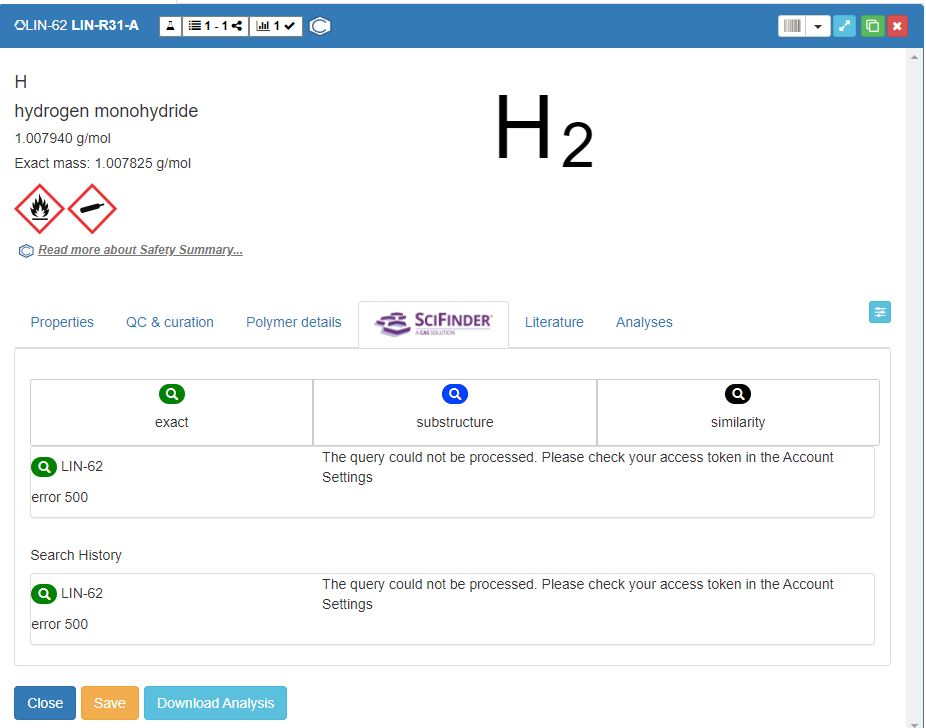 LIN-62 LIN-R31-A 1 - 1 1
H
hydrogen monohydride
1.007940 g/mol
Exact mass: 1.007825 g/mol
H2
Read more about Safety Summary...
Properties QC & curation Polymer details SCIFINDER® Literature Analyses
A CAS SOLUTION
exact substructure similarity
LIN-62 The query could not be processed. Please check your access token in the Account
Settings
error 500
Search History
LIN-62 The query could not be processed. Please check your access token in the Account
Settings
error 500
Close Save Download Analysis